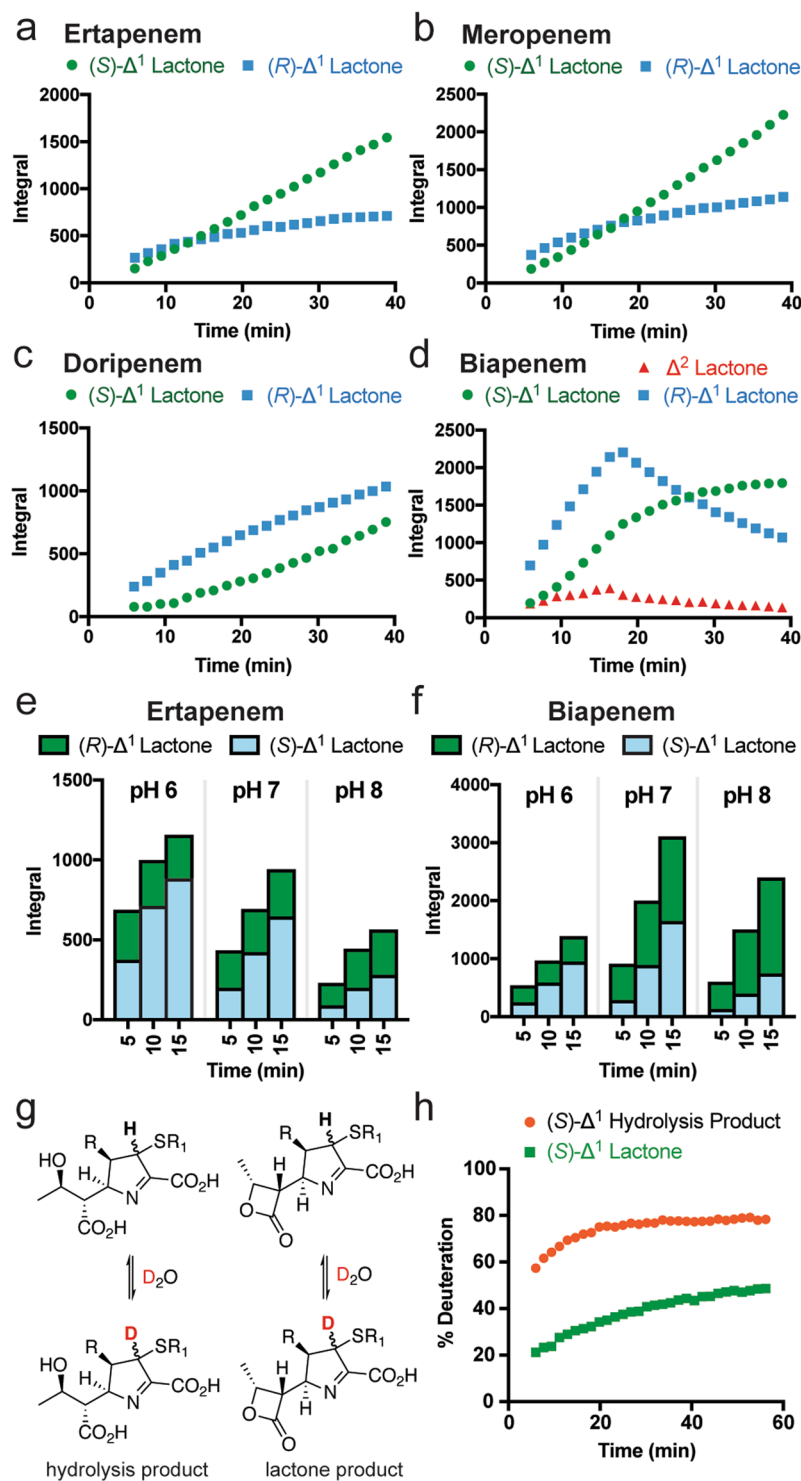 a Ertapenem
(S)-Δ¹ Lactone (R)-Δ¹ Lactone
2000
1500
1000
500
0
Integral
0 10 20 30 40
Time (min)
b Meropenem
(S)-Δ¹ Lactone (R)-Δ¹ Lactone
2500
2000
1500
1000
500
0
Integral
0 10 20 30 40
Time (min)
c Doripenem
(S)-Δ¹ Lactone (R)-Δ¹ Lactone
1500
1000
500
0
Integral
0 10 20 30 40
Time (min)
d Biapenem Δ² Lactone
(S)-Δ¹ Lactone (R)-Δ¹ Lactone
2500
2000
1500
1000
500
0
Integral
0 10 20 30 40
Time (min)
e Ertapenem
(R)-Δ¹ Lactone (S)-Δ¹ Lactone
1500
1000
500
0
Integral
pH 6 pH 7 pH 8
5 10 15 5 10 15 5 10 15
Time (min)
f Biapenem
(R)-Δ¹ Lactone (S)-Δ¹ Lactone
4000
3000
2000
1000
0
Integral
pH 6 pH 7 pH 8
5 10 15 5 10 15 5 10 15
Time (min)
g
H
R SR₁
HO
H
N CO₂H
CO₂H
D₂O
D
R SR₁
HO
H
N CO₂H
CO₂H
hydrolysis product
H
R SR₁
H
N CO₂H
O H
O
D₂O
D
R SR₁
H
N CO₂H
O H
O
lactone product
h
(S)-Δ¹ Hydrolysis Product
(S)-Δ¹ Lactone
100
80
60
40
20
0
% Deuteration
0 20 40 60
Time (min)